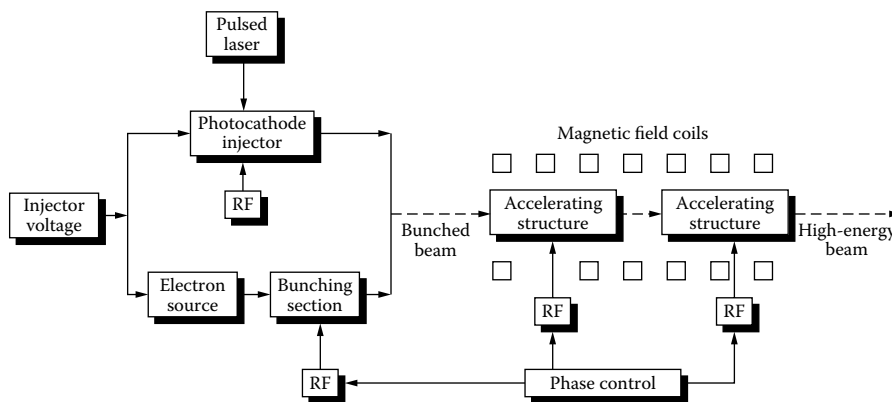 Pulsed
laser
Photocathode
injector
Magnetic field coils
RF
Injector
voltage
Accelerating
structure
Accelerating
structure
Bunched
beam
High-energy
beam
Electron
source
Bunching
section
RF
RF
RF
Phase control